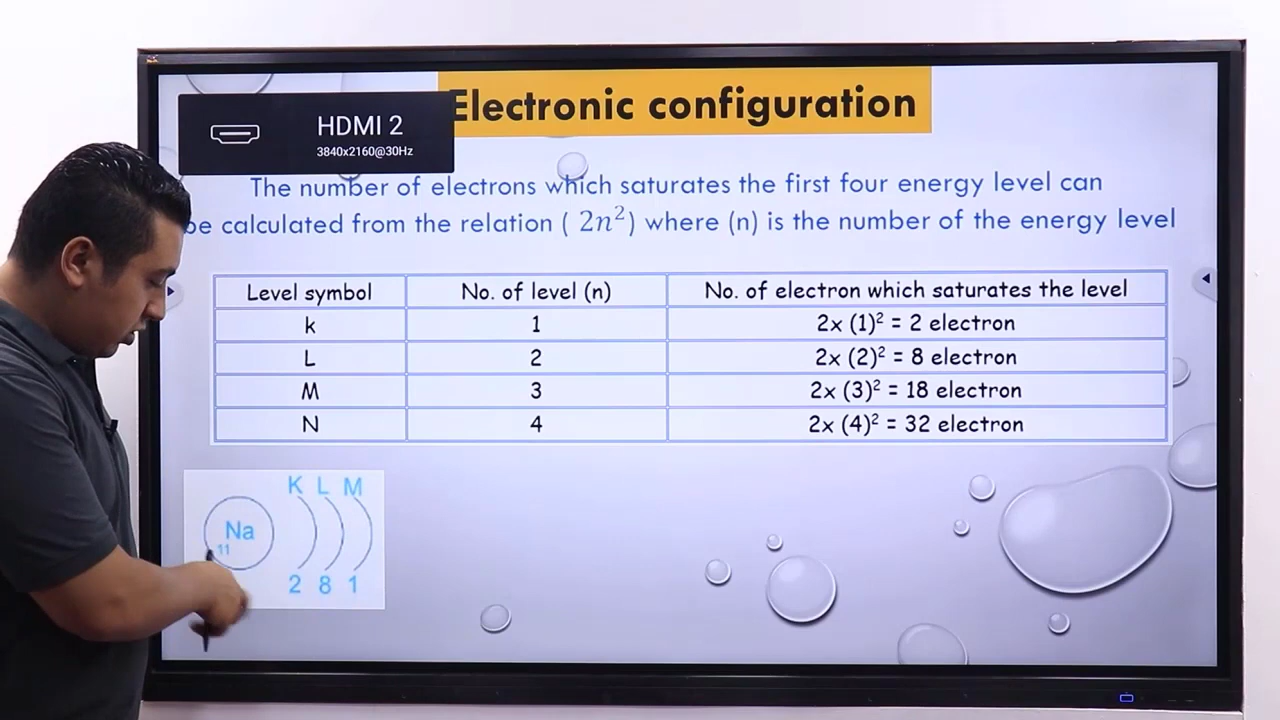 Electronic configuration
HDMI 2
3840x2160@30Hz
The number of electrons which saturates the first four energy level can
be calculated from the relation ( 2n²) where (n) is the number of the energy level
Level symbol No. of level (n) No. of electron which saturates the level
k 1 2x (1)² = 2 electron
L 2 2x (2)² = 8 electron
M 3 2x (3)² = 18 electron
N 4 2x (4)² = 32 electron
K L M
Na
11
2 8 1